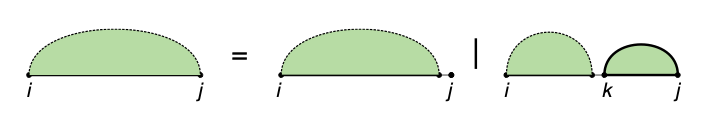 = |
i j i j i k j